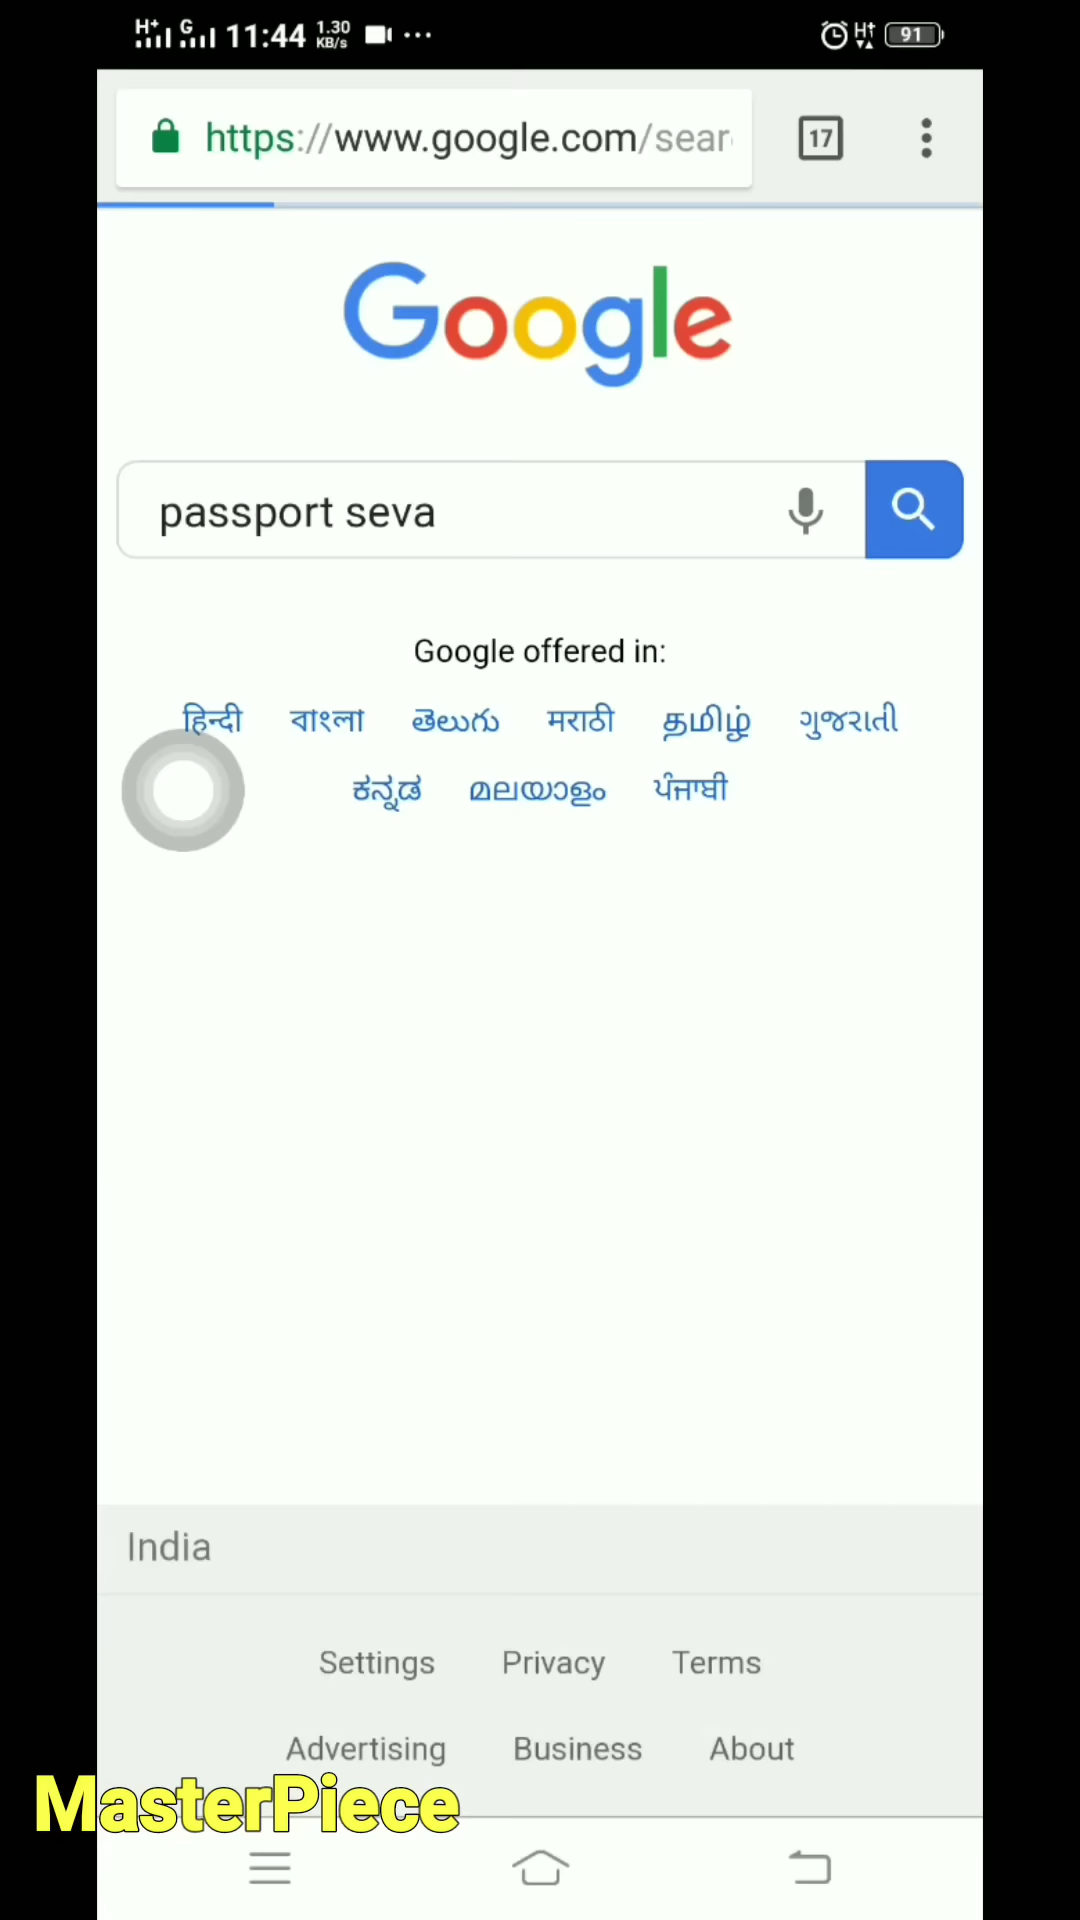 H+ G 11:44 1.30 KB/s ... H+ 91
https://www.google.com/sear 17
Google
passport seva
Google offered in:
हिन्दी বাংলা తెలుగు मराठी தமிழ் ગુજરાતી
ಕನ್ನಡ മലയാളം ਪੰਜਾਬੀ
India
Settings Privacy Terms
Advertising Business About
MasterPiece